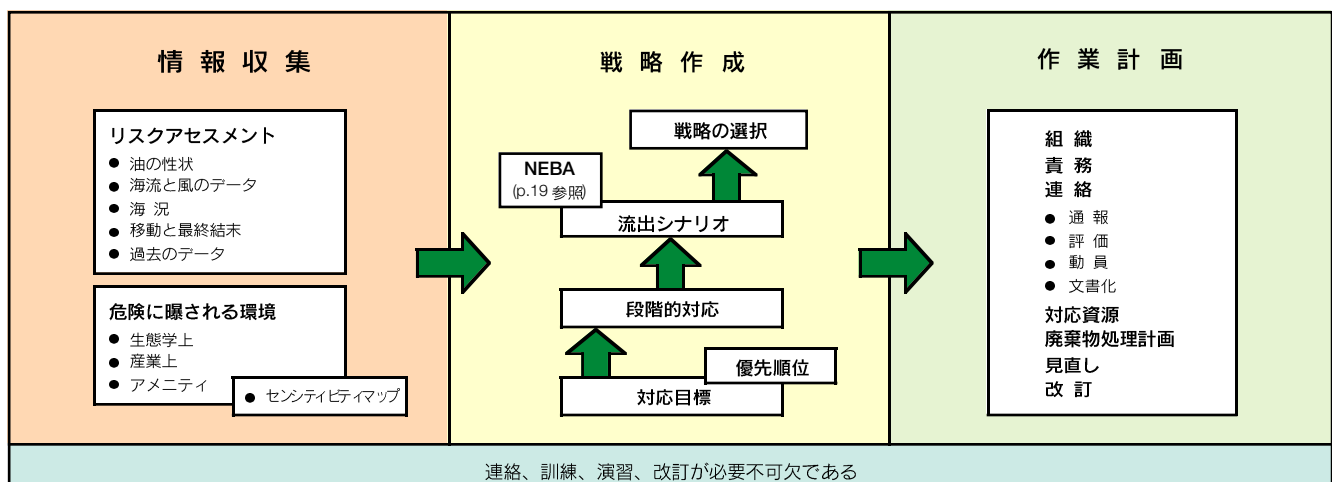 情報収集
リスクアセスメント
● 油の性状
● 海流と風のデータ
● 海況
● 移動と最終結末
● 過去のデータ
危険に曝される環境
● 生態学上
● 産業上
● アメニティ
● センシティビティマップ
戦略作成
戦略の選択
NEBA
(p.19 参照)
流出シナリオ
段階的対応
優先順位
対応目標
作業計画
組織
責務
連絡
● 通報
● 評価
● 動員
● 文書化
対応資源
廃棄物処理計画
見直し
改訂
連絡、訓練、演習、改訂が必要不可欠である